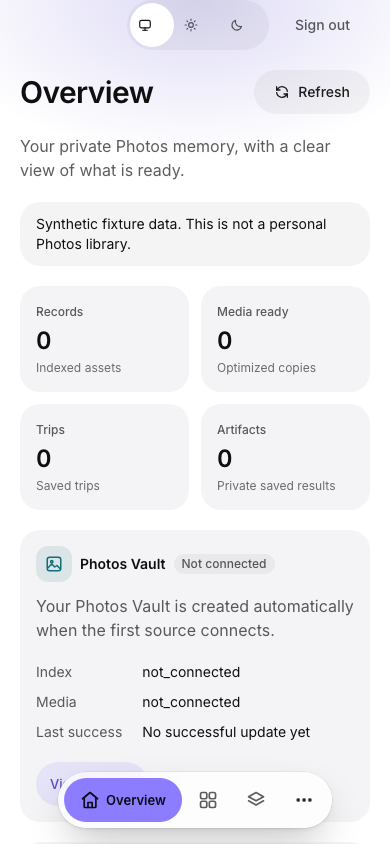 Sign out
Overview
Refresh
Your private Photos memory, with a clear
view of what is ready.
Synthetic fixture data. This is not a personal
Photos library.
Records
0
Indexed assets
Media ready
0
Optimized copies
Trips
0
Saved trips
Artifacts
0
Private saved results
Photos Vault
Not connected
Your Photos Vault is created automatically
when the first source connects.
Index not_connected
Media not_connected
Last success No successful update yet
Overview